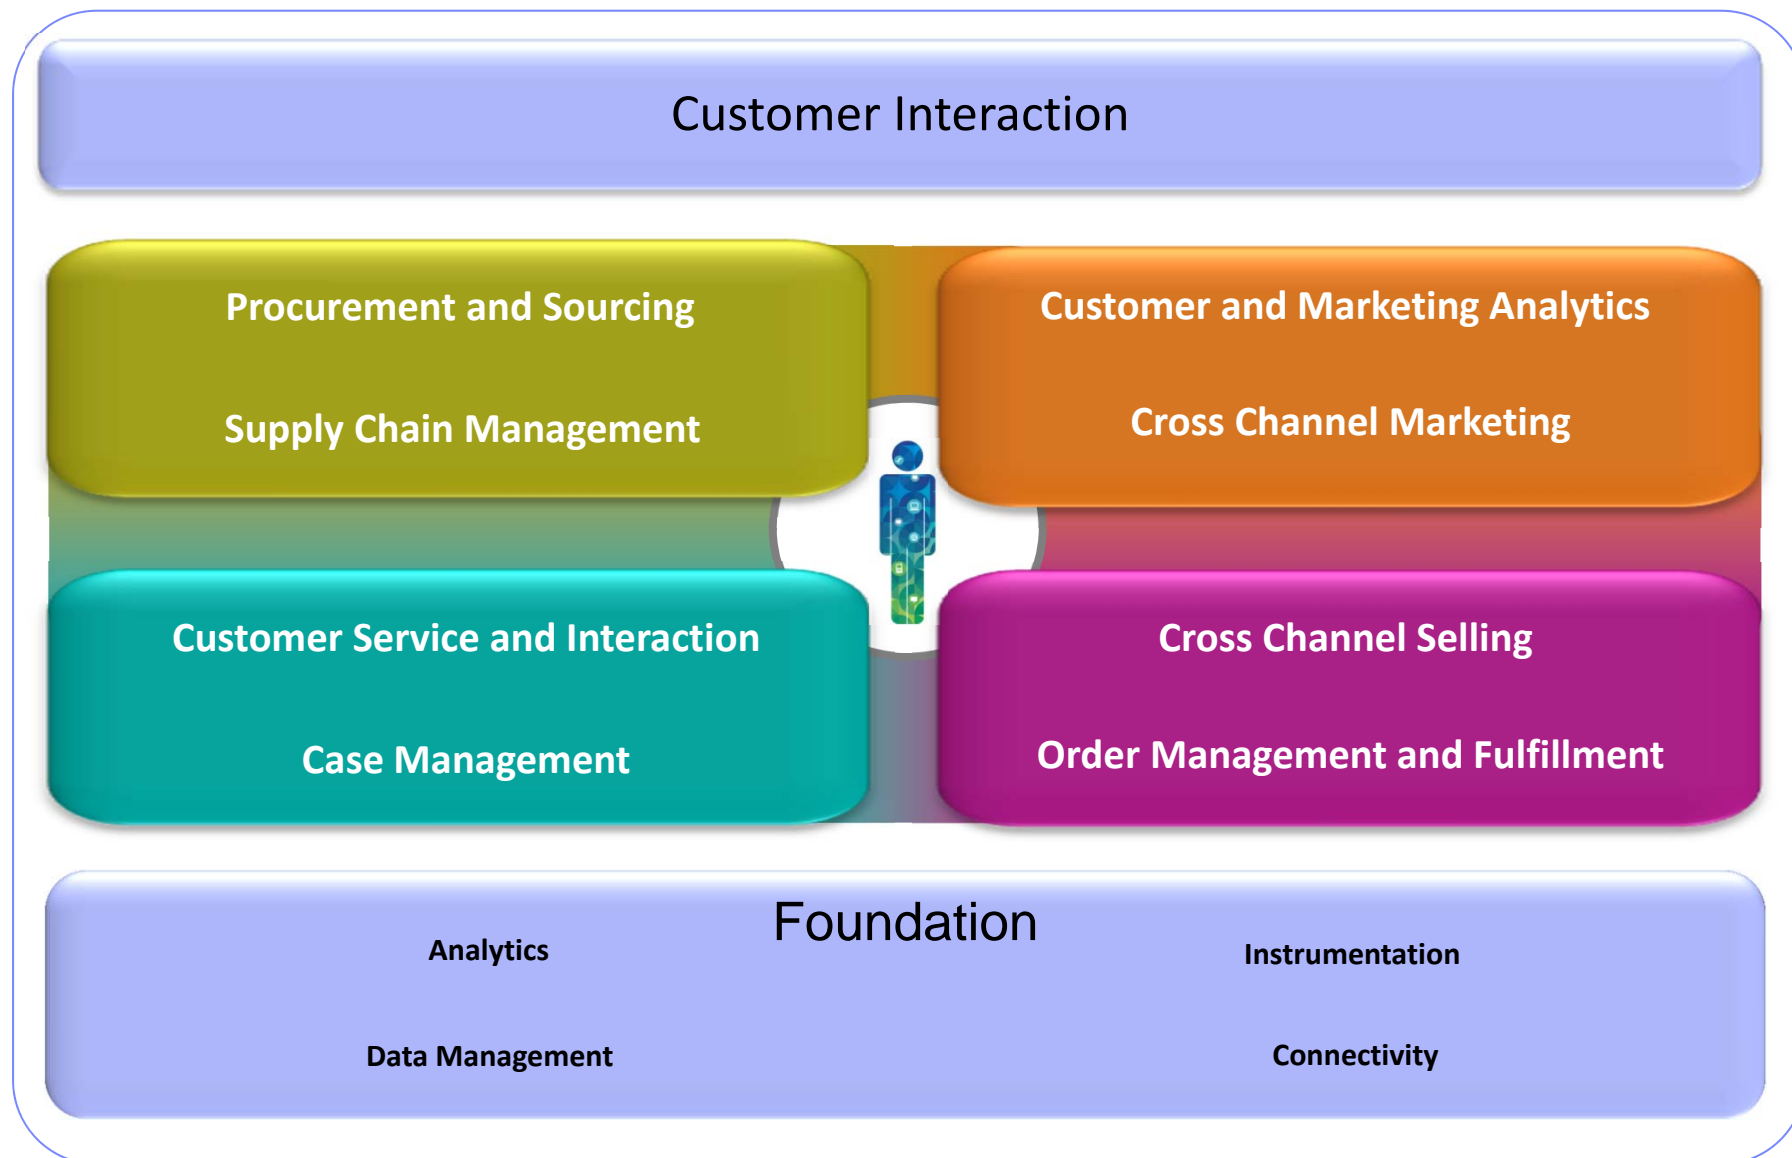 Customer Interaction
Procurement and Sourcing
Supply Chain Management
Customer and Marketing Analytics
Cross Channel Marketing
Customer Service and Interaction
Case Management
Cross Channel Selling
Order Management and Fulfillment
Foundation
Analytics
Instrumentation
Data Management
Connectivity